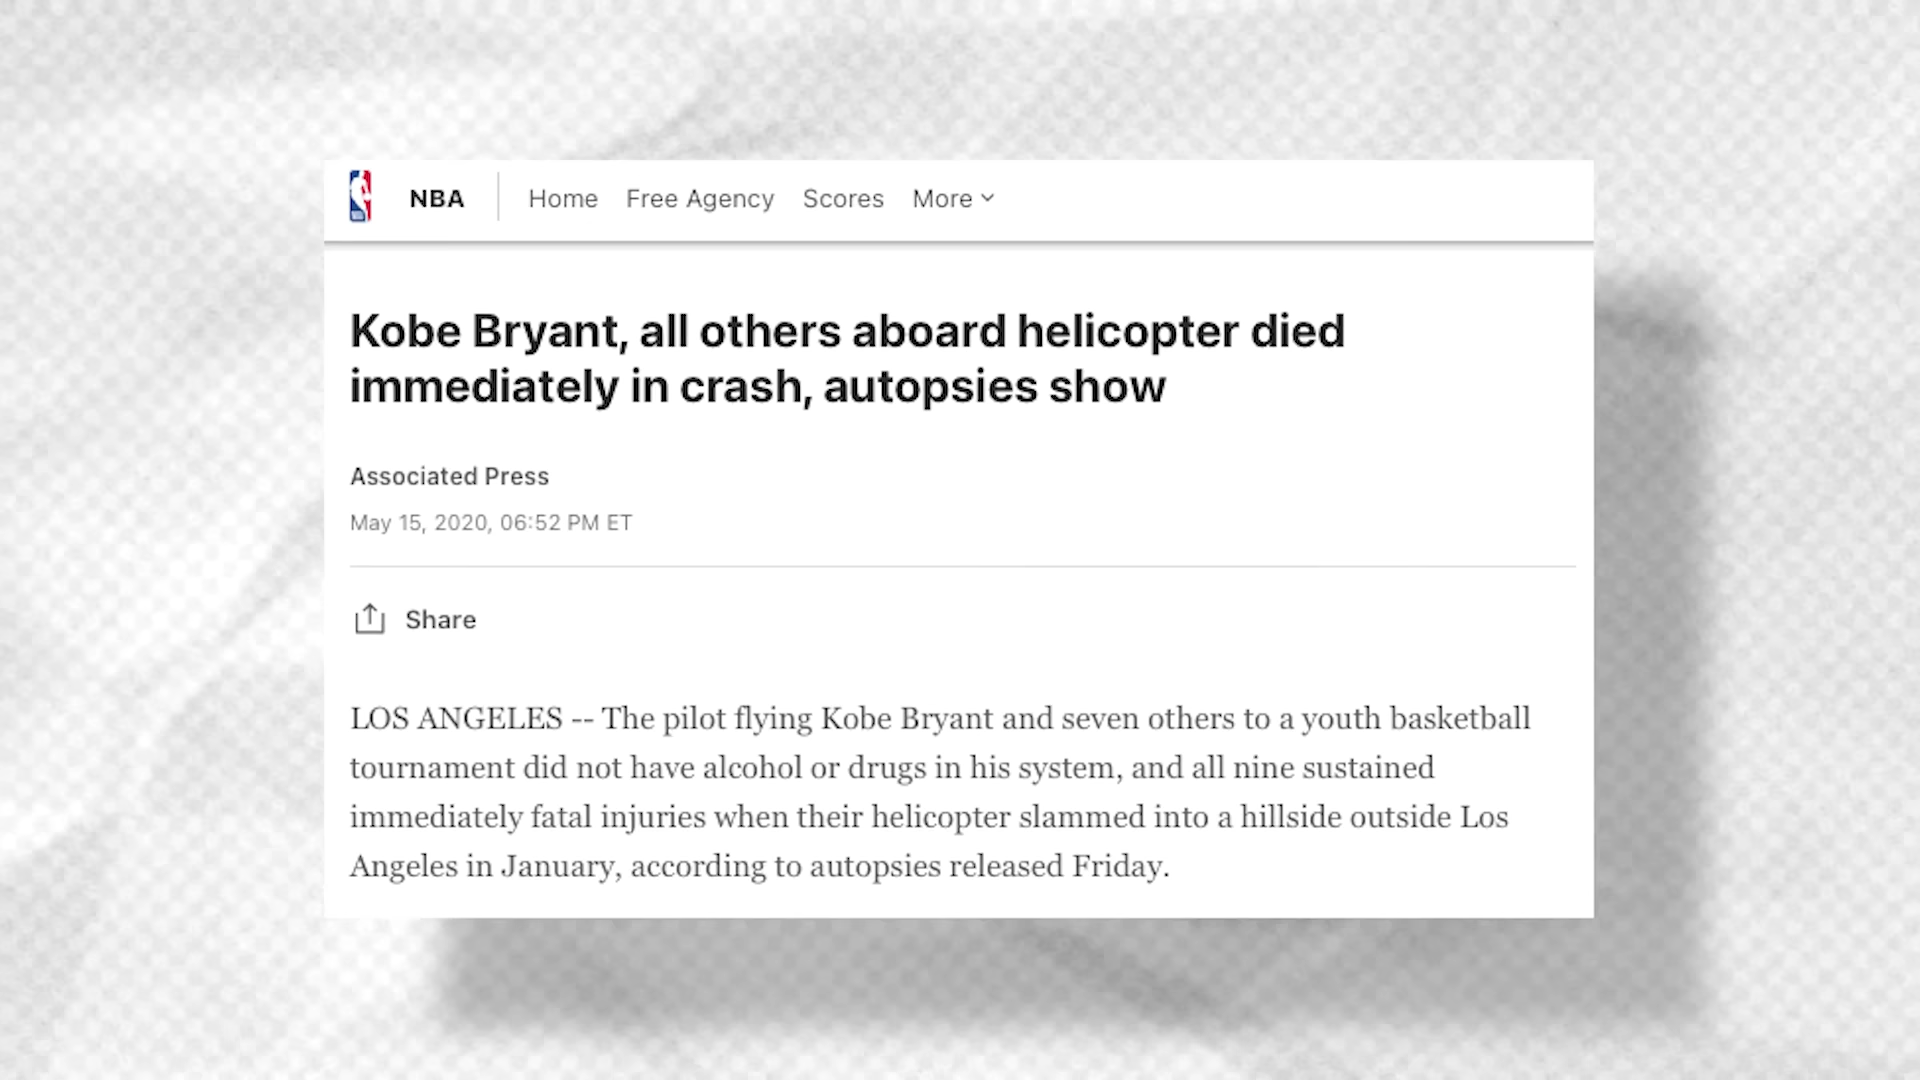 NBA Home Free Agency Scores More
Kobe Bryant, all others aboard helicopter died
immediately in crash, autopsies show
Associated Press
May 15, 2020, 06:52 PM ET
Share
LOS ANGELES -- The pilot flying Kobe Bryant and seven others to a youth basketball
tournament did not have alcohol or drugs in his system, and all nine sustained
immediately fatal injuries when their helicopter slammed into a hillside outside Los
Angeles in January, according to autopsies released Friday.